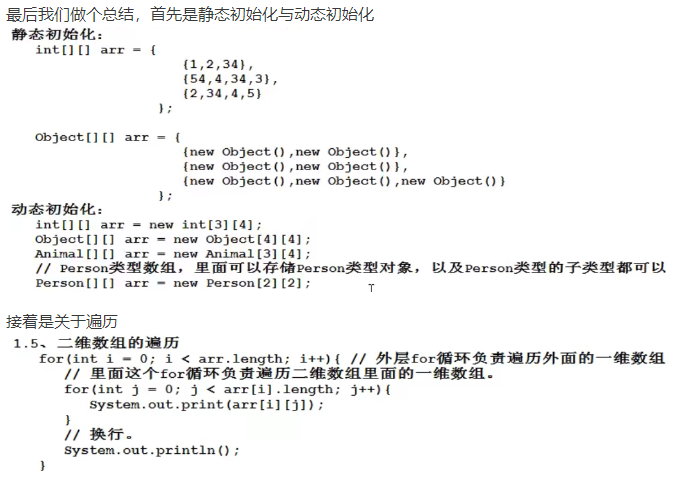 最后我们做个总结，首先是静态初始化与动态初始化
静态初始化：
int[][] arr = {
{1,2,34},
{54,4,34,3},
{2,34,4,5}
};
Object[][] arr = {
{new Object(),new Object()},
{new Object(),new Object()},
{new Object(),new Object(),new Object()}
};
动态初始化：
int[][] arr = new int[3][4];
Object[][] arr = new Object[4][4];
Animal[][] arr = new Animal[3][4];
// Person类型数组，里面可以存储Person类型对象，以及Person类型的子类型都可以
Person[][] arr = new Person[2][2];
接着是关于遍历
1.5、二维数组的遍历
for(int i = 0; i < arr.length; i++){ // 外层for循环负责遍历外面的一维数组
// 里面这个for循环负责遍历二维数组里面的一维数组。
for(int j = 0; j < arr[i].length; j++){
System.out.print(arr[i][j]);
}
// 换行。
System.out.println();
}